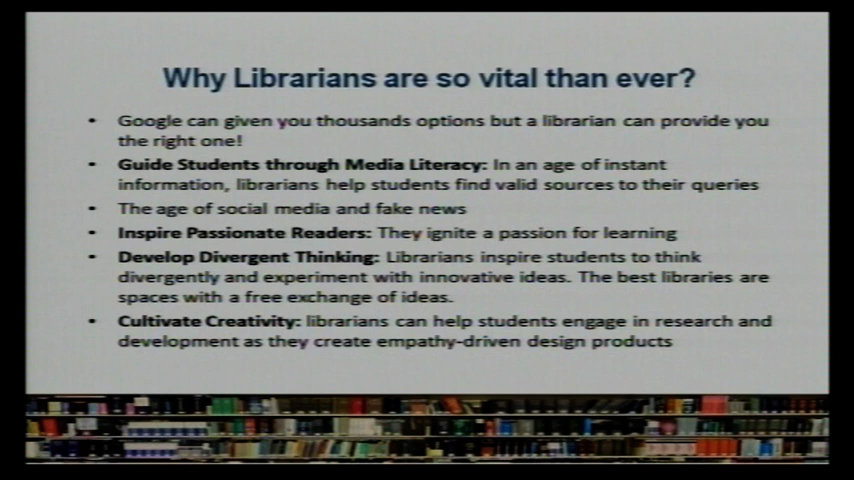 Why Librarians are so vital than ever?
• Google can given you thousands options but a librarian can provide you
the right one!
• Guide Students through Media Literacy: In an age of instant
information, librarians help students find valid sources to their queries
• The age of social media and fake news
• Inspire Passionate Readers: They ignite a passion for learning
• Develop Divergent Thinking: Librarians inspire students to think
divergently and experiment with innovative ideas. The best libraries are
spaces with a free exchange of ideas.
• Cultivate Creativity: librarians can help students engage in research and
development as they create empathy-driven design products